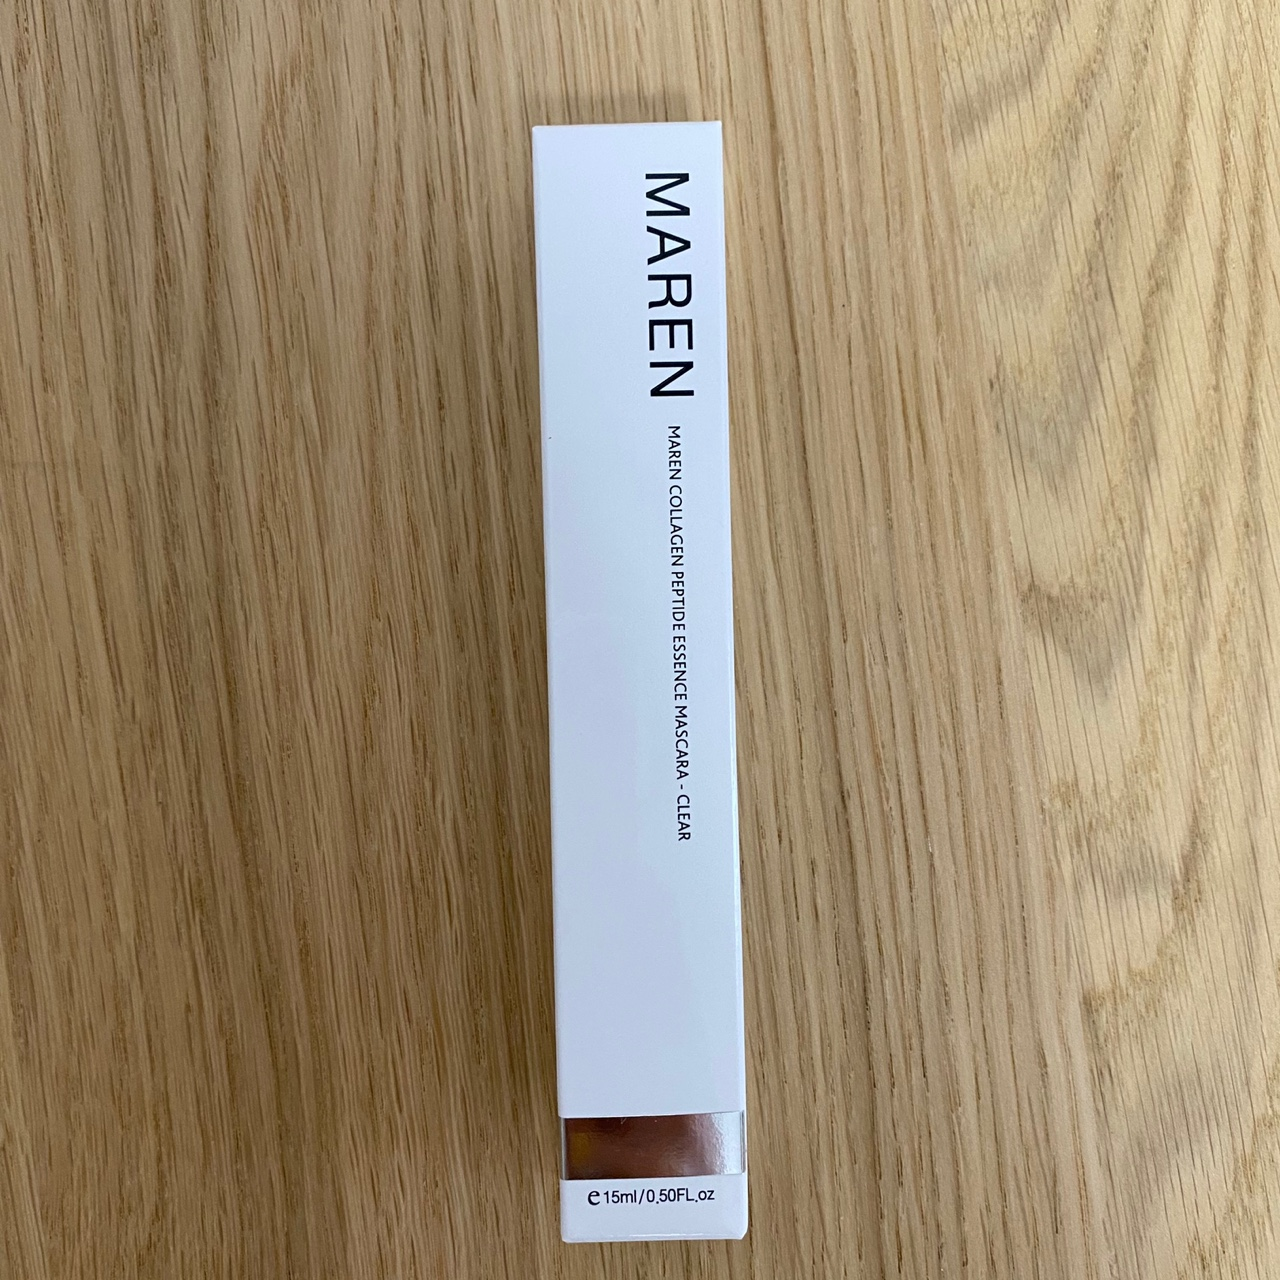 MAREN
MAREN COLLAGEN PEPTIDE ESSENCE MASCARA - CLEAR
e 15ml/0.50FL.oz